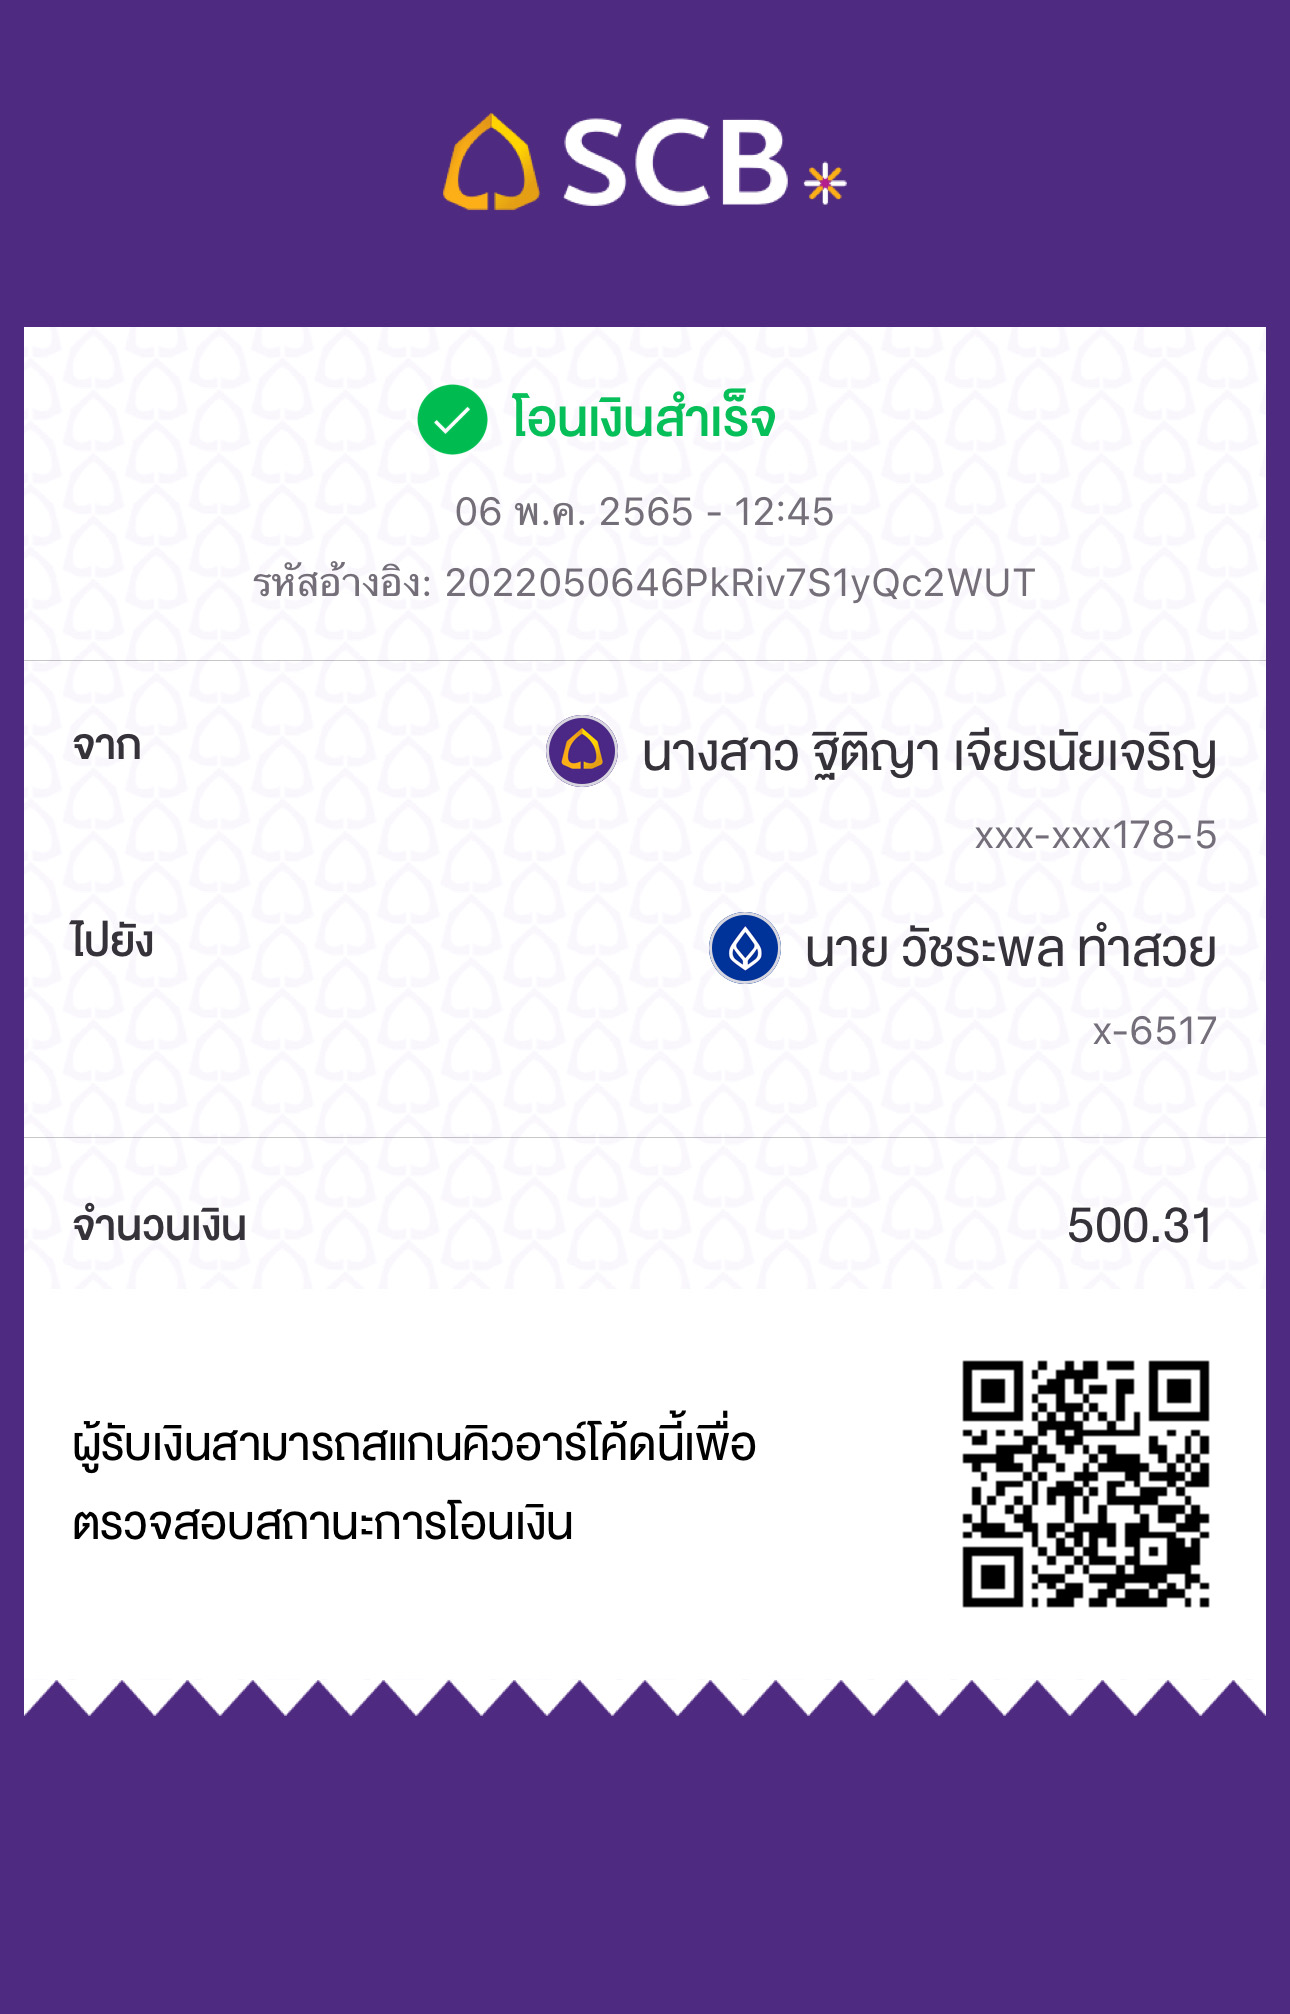 SCB
โอนเงินสำเร็จ
06 พ.ค. 2565 - 12:45
รหัสอ้างอิง: 2022050646PkRiv7S1yQc2WUT
จาก
นางสาว ฐิติญา เจียรนัยเจริญ
xxx-xxx178-5
ไปยัง
นาย วัชระพล ทำสวย
x-6517
จำนวนเงิน
500.31
ผู้รับเงินสามารถสแกนคิวอาร์โค้ดนี้เพื่อ
ตรวจสอบสถานะการโอนเงิน